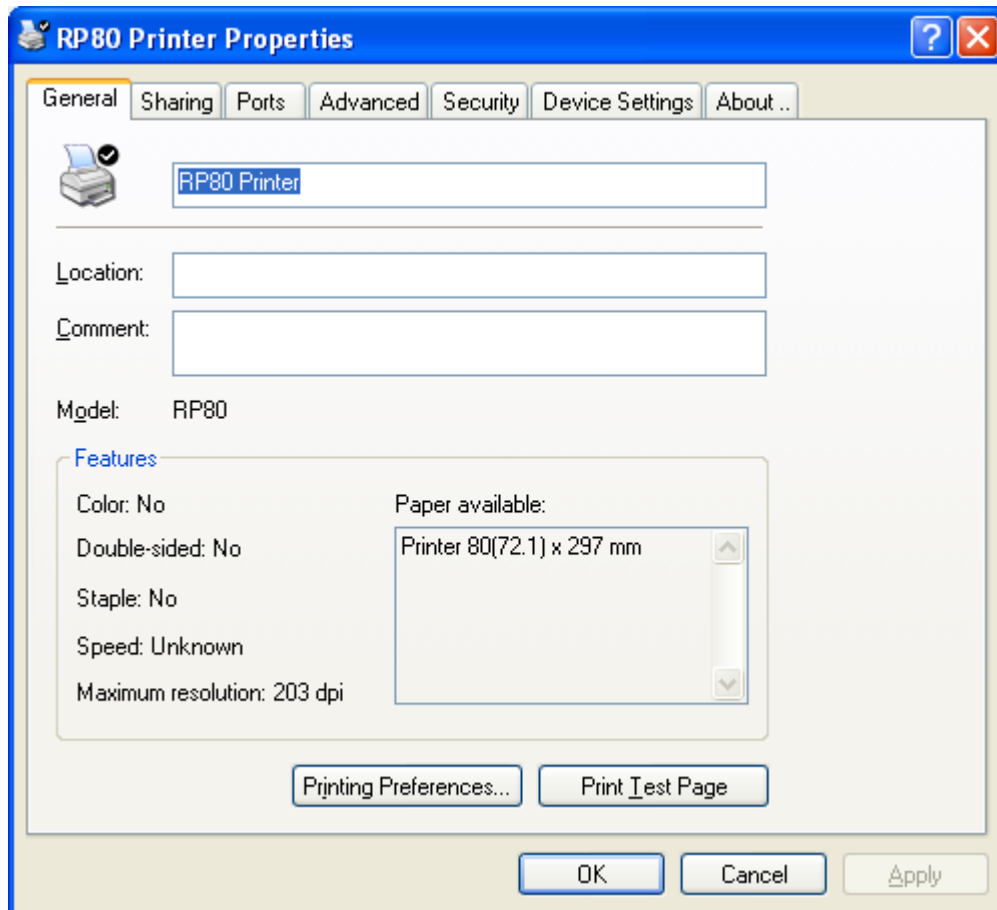 RP80 Printer Properties
General Sharing Ports Advanced Security Device Settings About ..
RP80 Printer
Location:
Comment:
Model: RP80
Features
Color: No
Paper available:
Double-sided: No
Printer 80(72.1) x 297 mm
Staple: No
Speed: Unknown
Maximum resolution: 203 dpi
Printing Preferences... Print Test Page
OK Cancel Apply